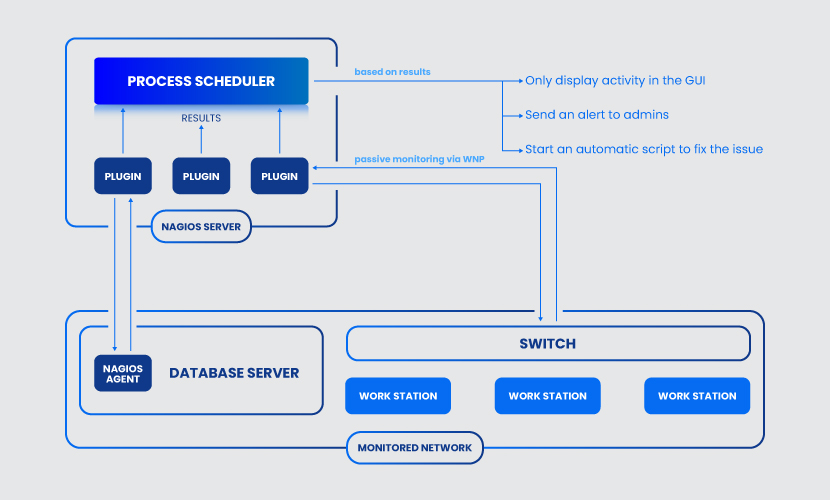 PROCESS SCHEDULER
based on results
Only display activity in the GUI
RESULTS
Send an alert to admins
Start an automatic script to fix the issue
passive monitoring via WNP
PLUGIN
PLUGIN
PLUGIN
NAGIOS SERVER
SWITCH
NAGIOS
AGENT
DATABASE SERVER
WORK STATION
WORK STATION
WORK STATION
MONITORED NETWORK